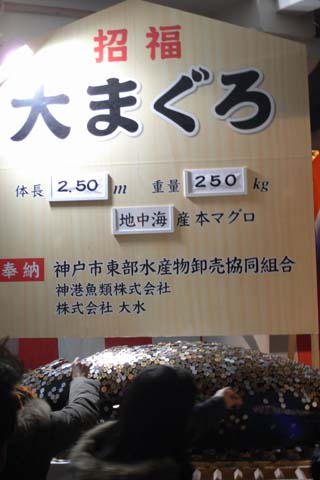 招福
大まぐろ
体長 2.50 m 重量 250 kg
地中海 産本マグロ
奉納 神戸市東部水産物卸売協同組合
神港魚類株式会社
株式会社 大水